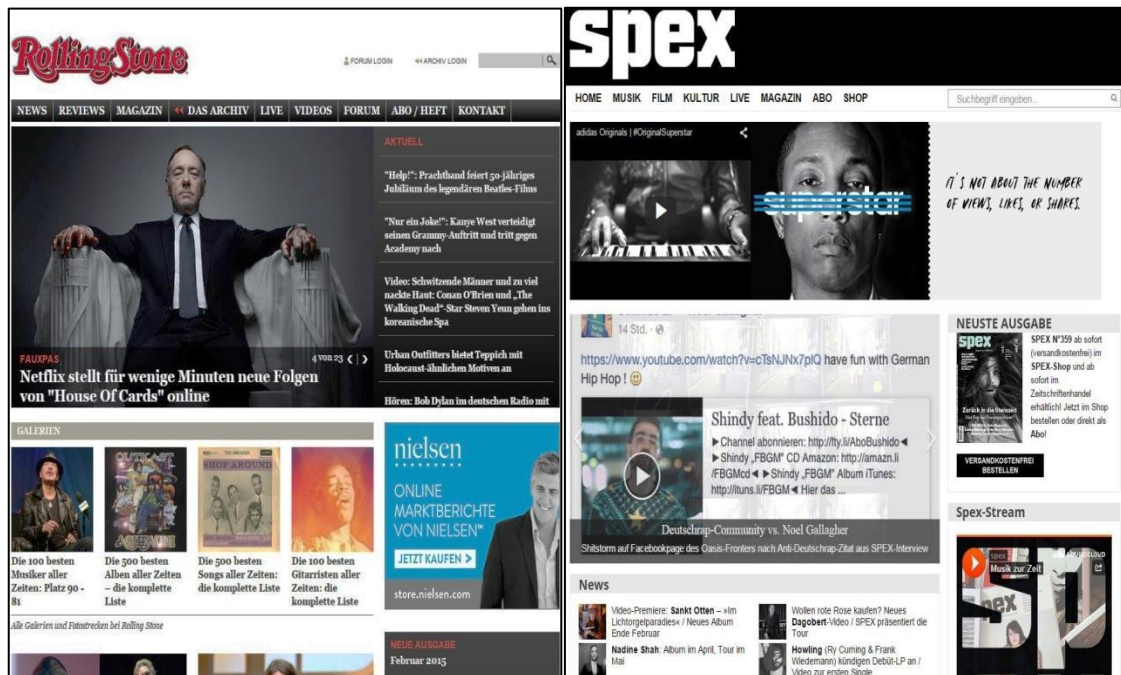 Rolling Stone
FORUM LOGIN
ARCHIV LOGIN
NEWS REVIEWS MAGAZIN DAS ARCHIV LIVE VIDEOS FORUM ABO / HEFT KONTAKT
FAUXPAS
4 von 23
Netflix stellt für wenige Minuten neue Folgen
von "House Of Cards" online
AKTUELL
"Help!": Prachtband feiert 50-jähriges
Jubiläum des legendären Beatles-Films
"Nur ein Joke!": Kanye West verteidigt
seinen Grammy-Auftritt und tritt gegen
Academy nach
Video: Schwitzende Männer und zu viel
nackte Haut: Conan O'Brien und „The
Walking Dead“-Star Steven Yeun gehen ins
koreanische Spa
Urban Outfitters bietet Teppich mit
Holocaust-ähnlichen Motiven an
Hören: Bob Dylan im deutschen Radio mit
GALERIEN
OUTKAST
SHOP AROUND
Die 100 besten
Musiker aller
Zeiten: Platz 90 -
81
Die 500 besten
Alben aller Zeiten
– die komplette
Liste
Die 500 besten
Songs aller Zeiten:
die komplette Liste
Die 100 besten
Gitarristen aller
Zeiten: die
komplette Liste
Alle Galerien und Fotostrecken bei Rolling Stone
nielsen
ONLINE
MARKTBERICHTE
VON NIELSEN™
JETZT KAUFEN >
store.nielsen.com
NEUE AUSGABE
Februar 2015
spex
HOME MUSIK FILM KULTUR LIVE MAGAZIN ABO SHOP
Suchbegriff eingeben...
adidas Originals | #OriginalSuperstar
superstar
IT'S NOT ABOUT THE NUMBER
OF VIEWS, LIKES, OR SHARES.
14 Std.
https://www.youtube.com/watch?v=cTsNJNx7plQ have fun with German
Hip Hop !
Shindy feat. Bushido - Sterne
►Channel abonnieren: http://fty.li/AboBushido◄
►Shindy „FBGM“ CD Amazon: http://amzn.li
/FBGMcd◄ ►Shindy „FBGM“ Album iTunes:
http://ituns.li/FBGM◄ Hier das ...
Deutschrap-Community vs. Noel Gallagher
Shitstorm auf Facebookpage des Oasis-Fronters nach Anti-Deutschrap-Zitat aus SPEX-Interview
NEUSTE AUSGABE
spex
Zurück in die Steinzeit
SPEX N°359 ab sofort
(versandkostenfrei) im
SPEX-Shop und ab
sofort im
Zeitschriftenhandel
erhältlich! Jetzt im Shop
bestellen oder direkt als
Abo!
VERSANDKOSTENFREI
BESTELLEN
News
Video-Premiere: Sankt Otten – »Im
Lichtorgelparadies« / Neues Album
Ende Februar
Nadine Shah: Album im April, Tour im
Mai
Wollen rote Rose kaufen? Neues
Dagobert-Video / SPEX präsentiert die
Tour
Howling (Ry Cuming & Frank
Wiedemann) kündigen Debüt-LP an /
Video zur ersten Single
Spex-Stream
spex
Musik zur Zeit